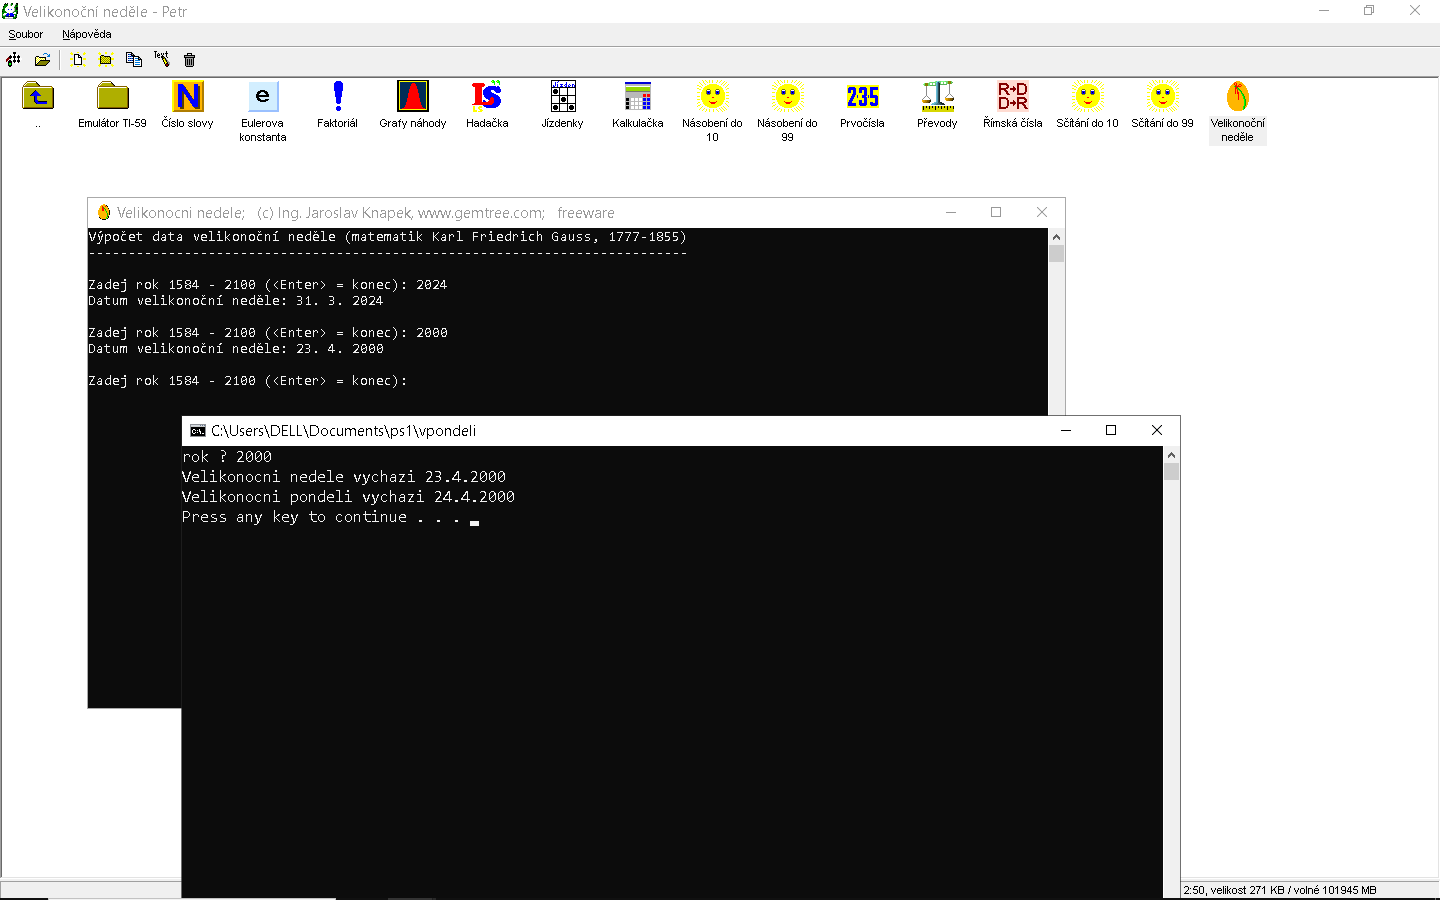 Velikonoční neděle - Petr
Soubor Nápověda
Text
..
Emulátor TI-59
N
Číslo slovy
e
Eulerova
konstanta
Faktoriál
Grafy náhody
IŠ
Hadačka
Jízden
Jízdenky
Kalkulačka
Násobení do
10
Násobení do
99
235
Prvočísla
Převody
R→D
D→R
Římská čísla
Sčítání do 10
Sčítání do 99
Velikonoční
neděle
Velikonocni nedele; (c) Ing. Jaroslav Knapek, www.gemtree.com; freeware
Výpočet data velikonoční neděle (matematik Karl Friedrich Gauss, 1777-1855)
---------------------------------------------------------------------------
Zadej rok 1584 - 2100 (<Enter> = konec): 2024
Datum velikonoční neděle: 31. 3. 2024
Zadej rok 1584 - 2100 (<Enter> = konec): 2000
Datum velikonoční neděle: 23. 4. 2000
Zadej rok 1584 - 2100 (<Enter> = konec):
C:\Users\DELL\Documents\ps1\vpondeli
rok ? 2000
Velikonocni nedele vychazi 23.4.2000
Velikonocni pondeli vychazi 24.4.2000
Press any key to continue . . .
2:50, velikost 271 KB / volné 101945 MB